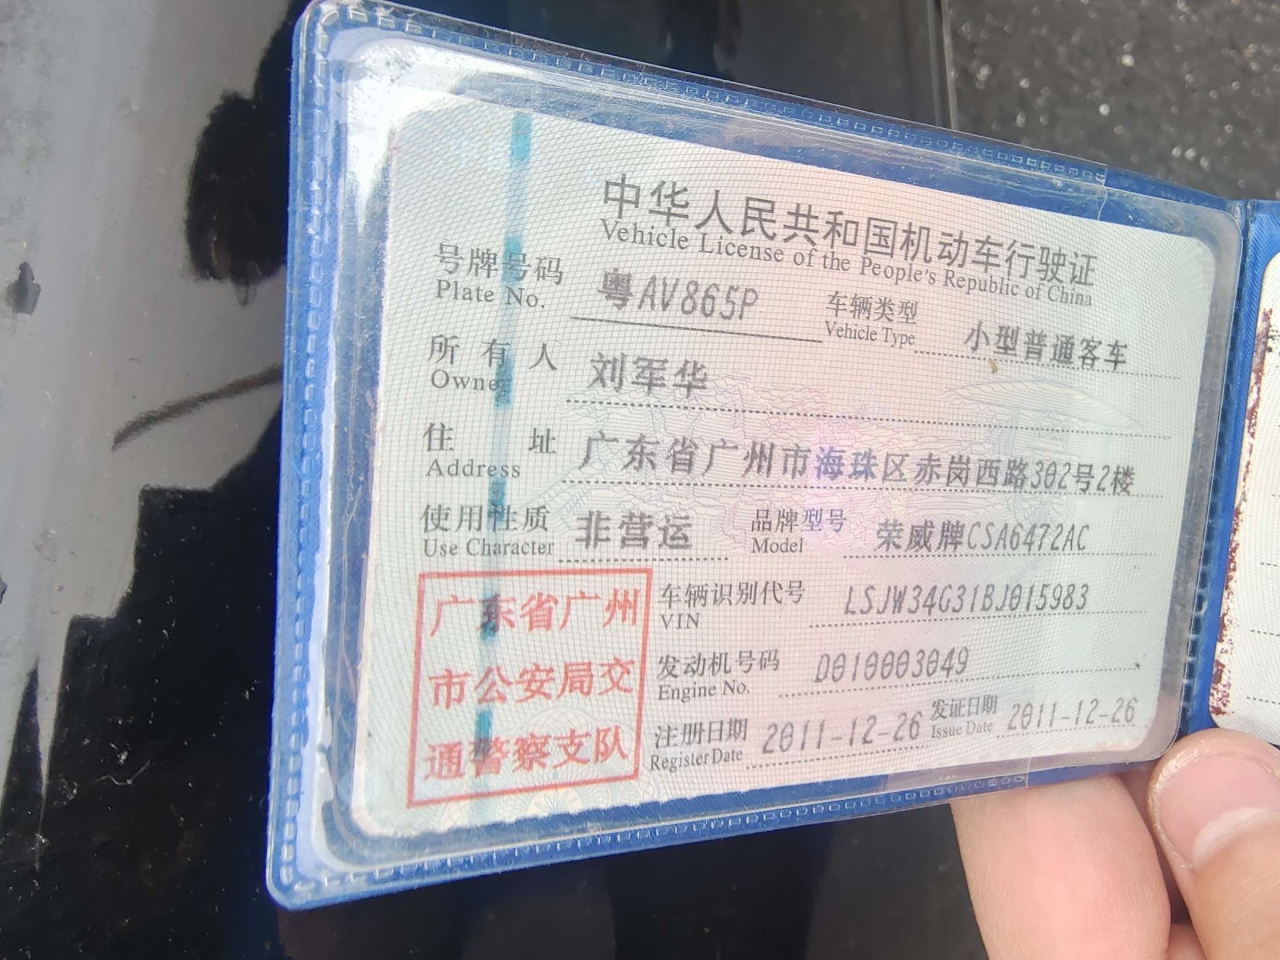 中华人民共和国机动车行驶证
Vehicle License of the People's Republic of China
号牌号码 粤AV865P 车辆类型 小型普通客车
Plate No. Vehicle Type
所有人 刘军华
Owner
住址 广东省广州市海珠区赤岗西路302号2楼
Address
使用性质 非营运 品牌型号 荣威牌CSA6472AC
Use Character Model
广东省广州
市公安局交
通警察支队
车辆识别代号 LSJW34G31BJ015983
VIN
发动机号码 D010003049
Engine No.
注册日期 2011-12-26 发证日期 2011-12-26
Register Date Issue Date